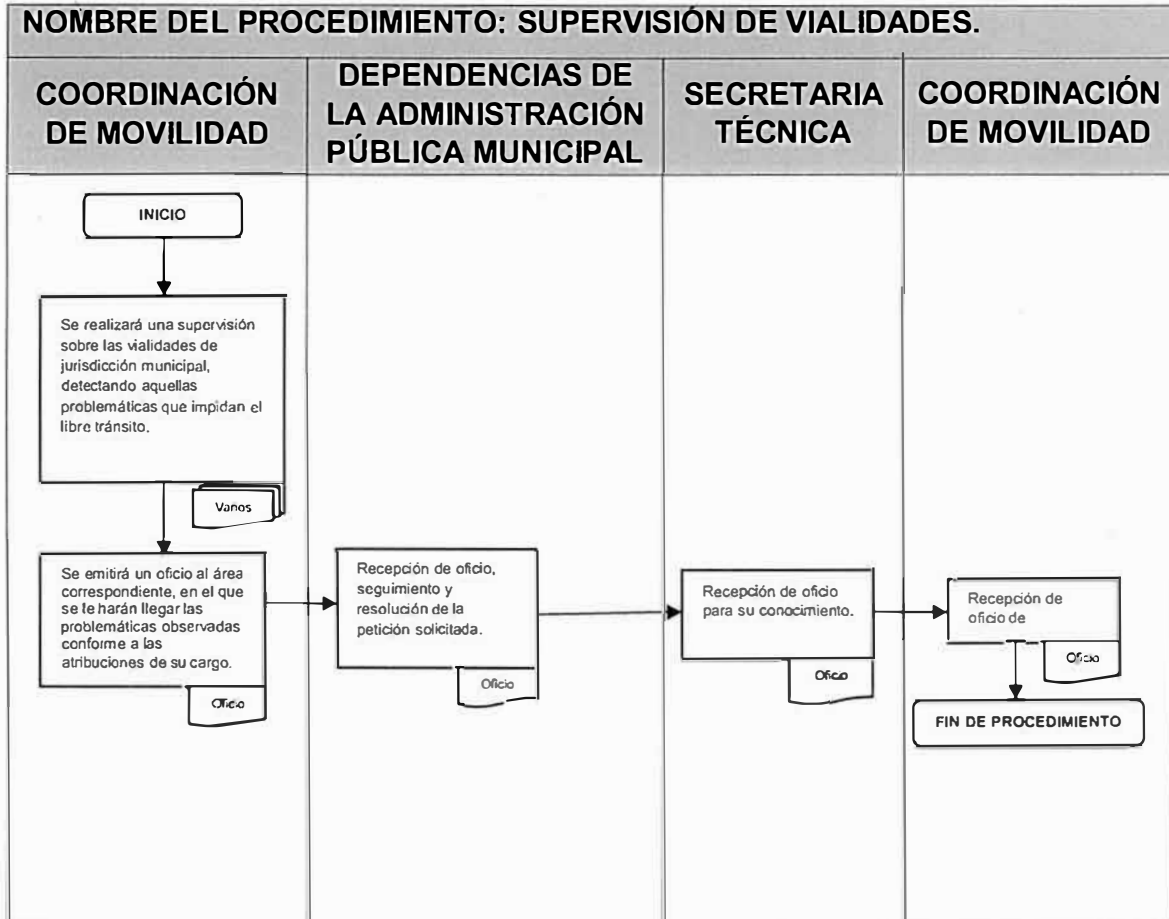 NOMBRE DEL PROCEDIMIENTO: SUPERVISIÓN DE VIALIDADES.
COORDINACIÓN
DE MOVILIDAD
DEPENDENCIAS DE
LA ADMINISTRACIÓN
PÚBLICA MUNICIPAL
SECRETARIA
TÉCNICA
COORDINACIÓN
DE MOVILIDAD
INICIO
Se realizará una supervisión
sobre las vialidades de
jurisdicción municipal,
detectando aquellas
problemáticas que impidan el
libre tránsito.
Varios
Se emitirá un oficio al área
correspondiente, en el que
se le harán llegar las
problemáticas observadas
conforme a las
atribuciones de su cargo.
Oficio
Recepción de oficio,
seguimiento y
resolución de la
petición solicitada.
Oficio
Recepción de oficio
para su conocimiento.
Oficio
Recepción de
oficio de
Oficio
FIN DE PROCEDIMIENTO